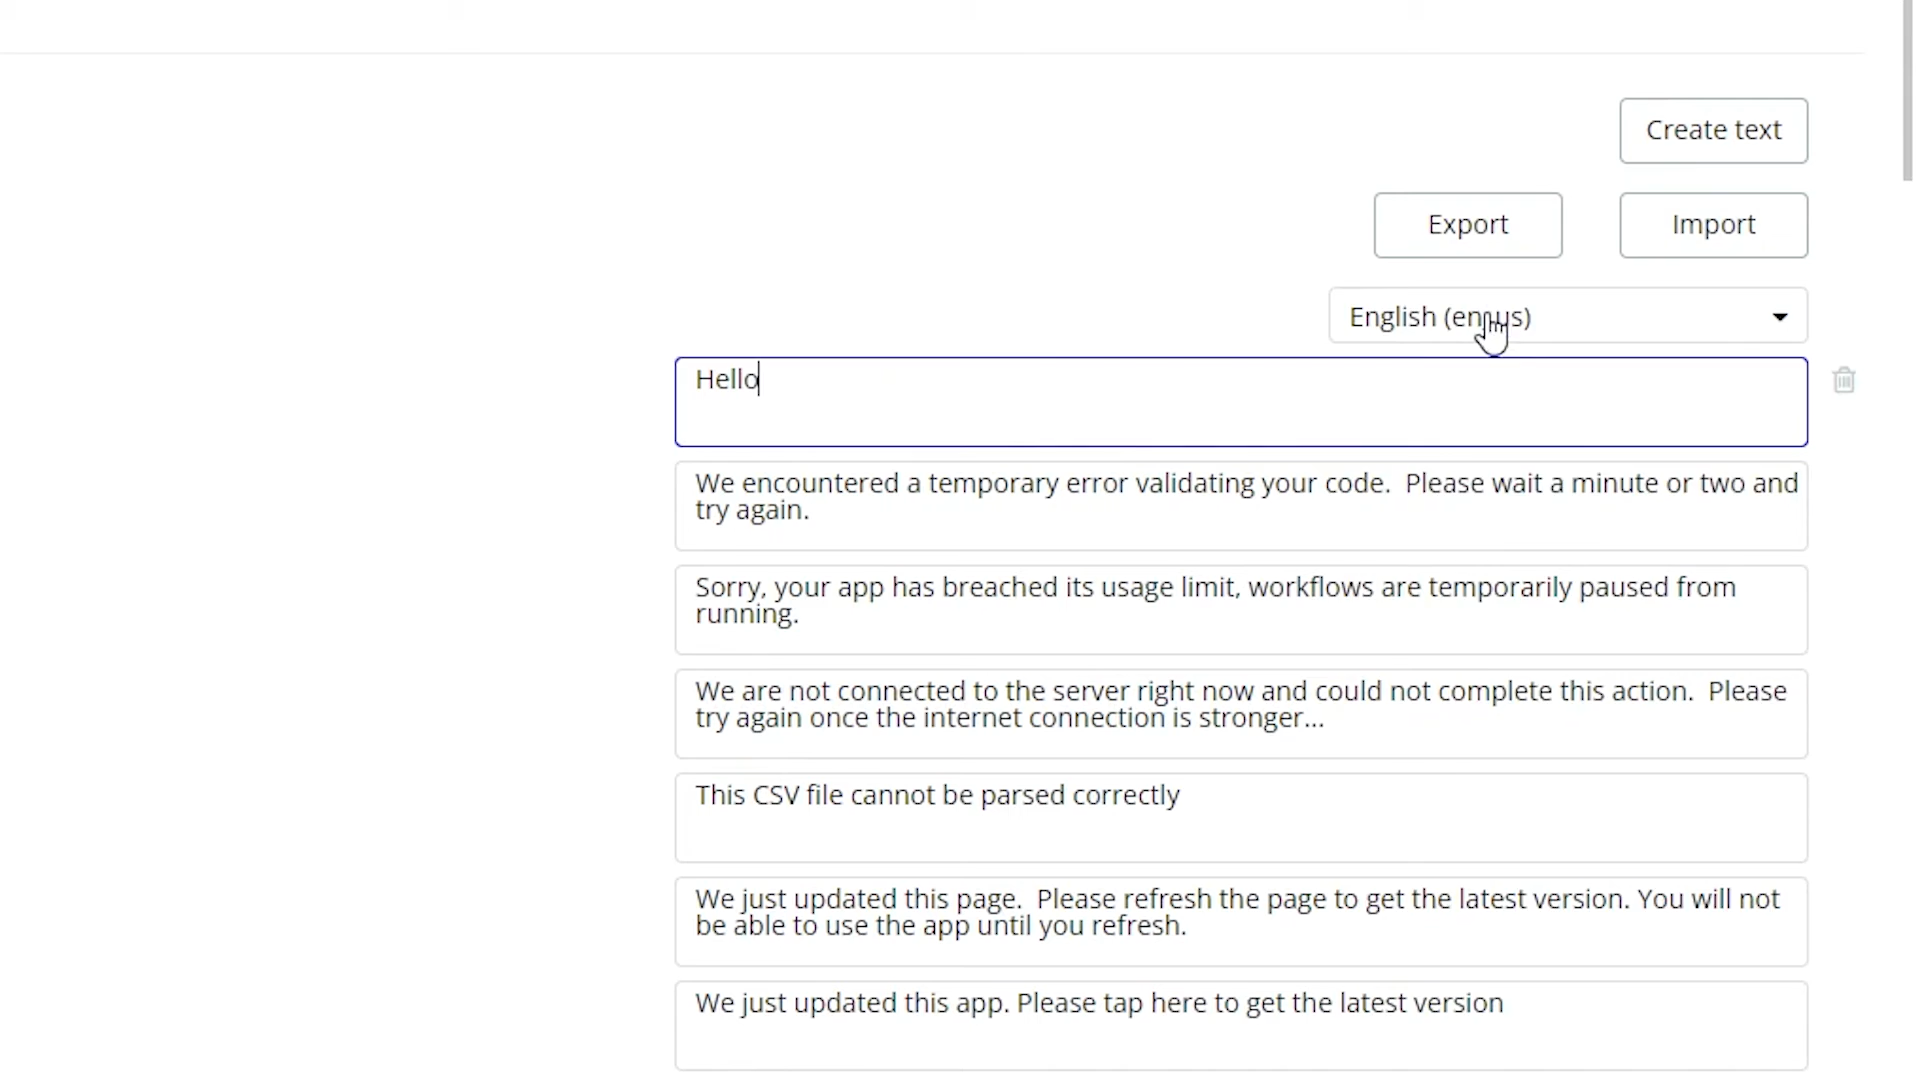 Create text
Export
Import
English (en_us)
Hello
We encountered a temporary error validating your code.  Please wait a minute or two and
try again.
Sorry, your app has breached its usage limit, workflows are temporarily paused from
running.
We are not connected to the server right now and could not complete this action.  Please
try again once the internet connection is stronger...
This CSV file cannot be parsed correctly
We just updated this page.  Please refresh the page to get the latest version. You will not
be able to use the app until you refresh.
We just updated this app. Please tap here to get the latest version